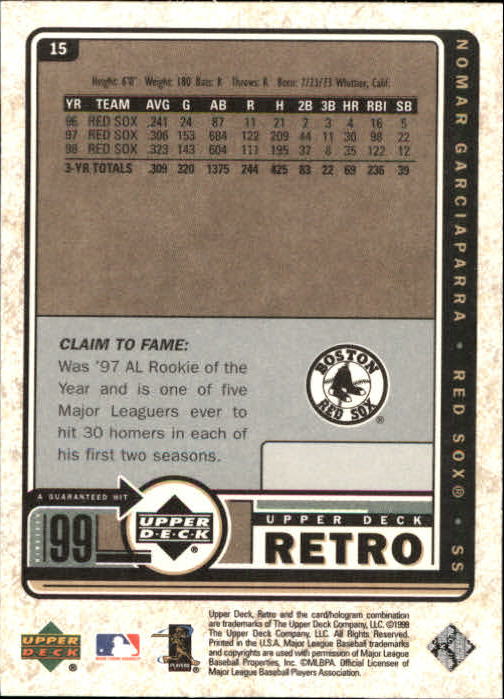 15
Height: 6'0" Weight: 180 Bats: R Throws: R Born: 7/23/73 Whittier, Calif.
YR TEAM AVG G AB R H 2B 3B HR RBI SB
96 RED SOX .241 24 87 11 21 2 3 4 16 5
97 RED SOX .306 153 684 122 209 44 11 30 98 22
98 RED SOX .323 143 604 111 195 37 8 35 122 12
3-YR TOTALS .309 320 1375 244 425 83 22 69 236 39
NOMAR GARCIAPARRA • RED SOX® • SS
CLAIM TO FAME:
Was '97 AL Rookie of the
Year and is one of five
Major Leaguers ever to
hit 30 homers in each of
his first two seasons.
BOSTON
RED SOX
®
A GUARANTEED HIT
NINETEEN
99
UPPER
D·E·C·K
®
UPPER DECK
RETRO
Upper Deck, Retro and the card/hologram combination
are trademarks of The Upper Deck Company, LLC. ©1999
The Upper Deck Company, LLC. All Rights Reserved.
Printed in the U.S.A. Major League Baseball trademarks
and copyrights are used with permission of Major League
Baseball Properties, Inc. ©MLBPA. Official Licensee of
Major League Baseball Players Association.
UPPER
DECK
®
PLAYERS